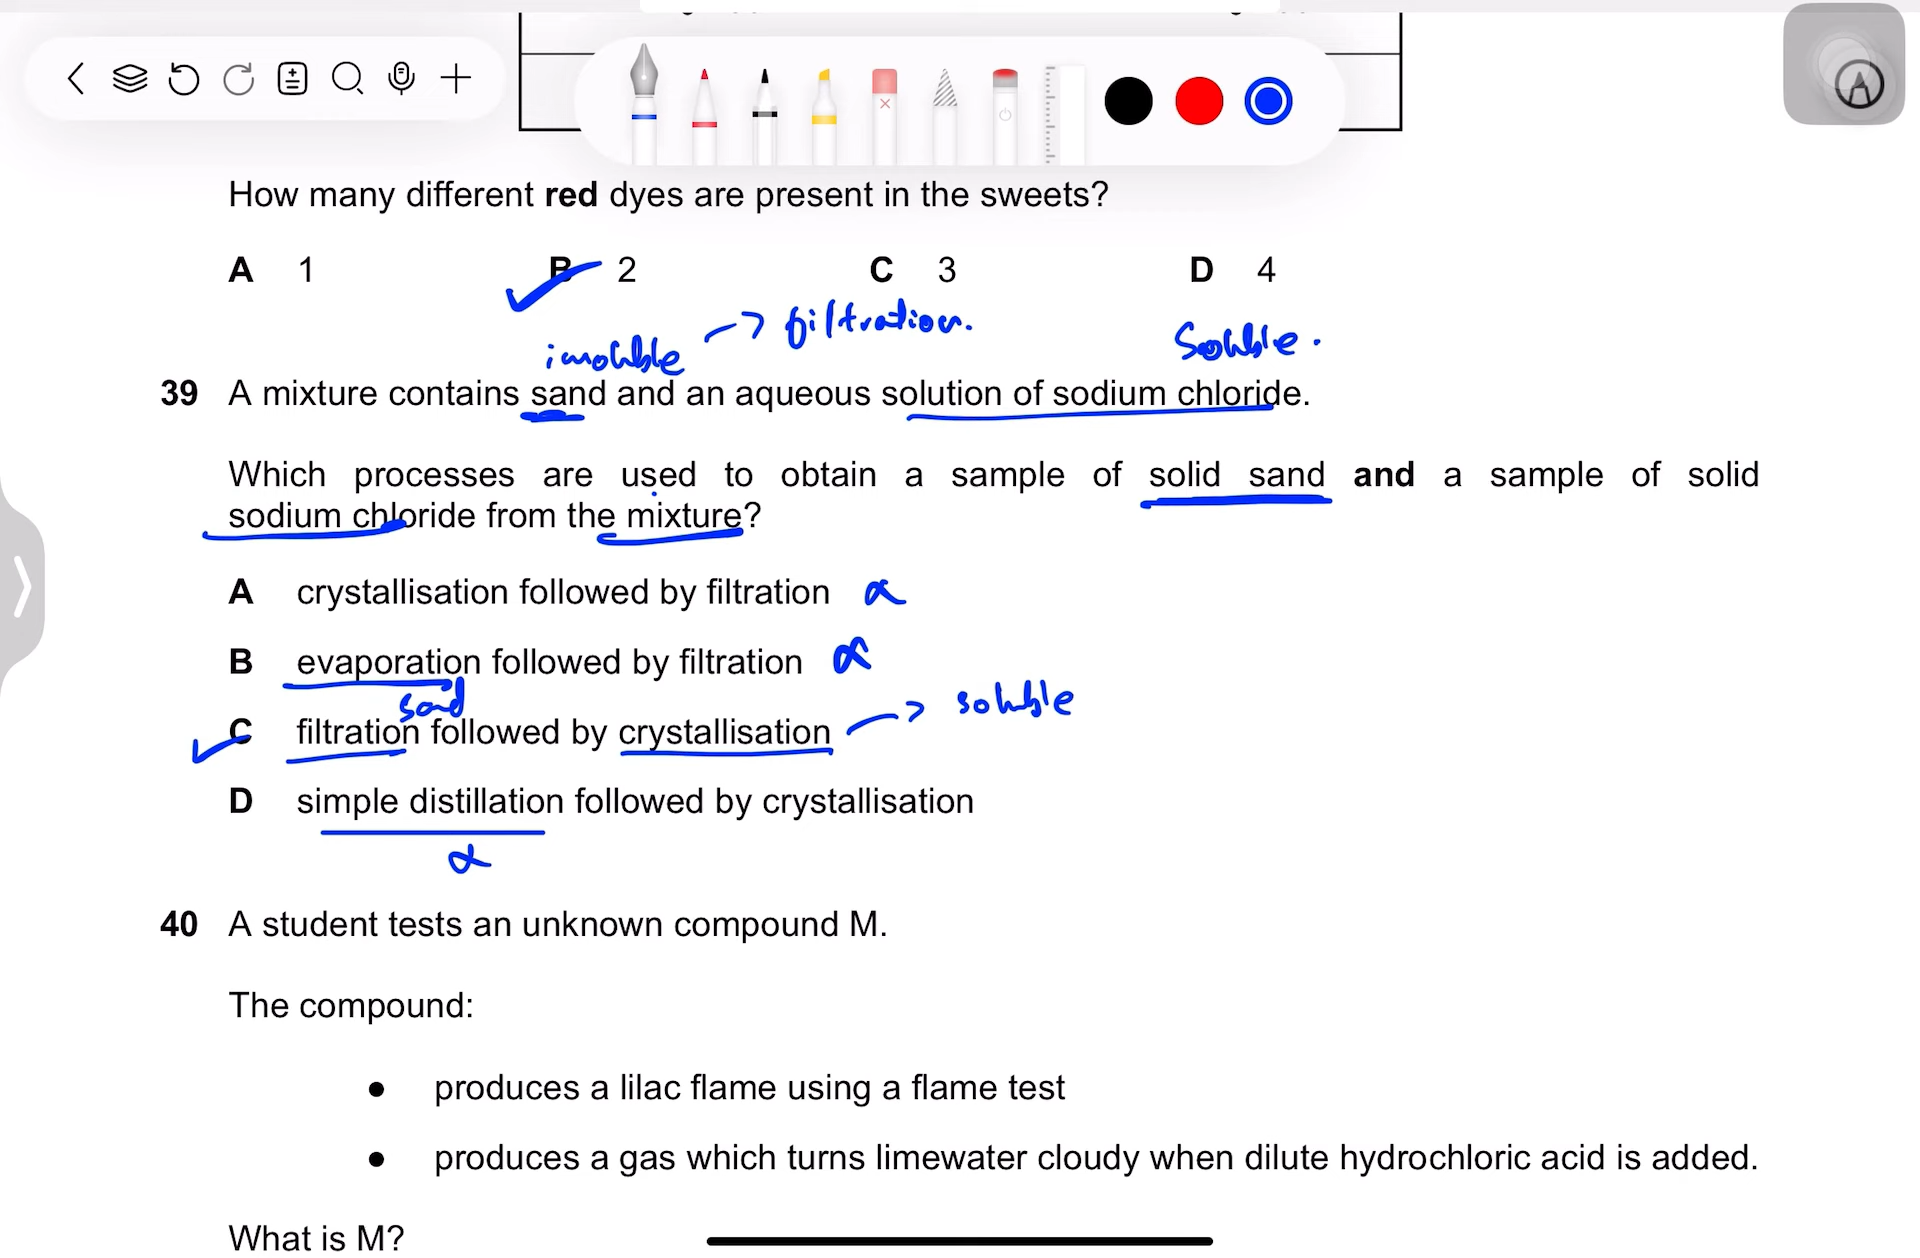 How many different red dyes are present in the sweets?
A 1 B 2 C 3 D 4
insoluble → filtration. Soluble.
39 A mixture contains sand and an aqueous solution of sodium chloride.
Which processes are used to obtain a sample of solid sand and a sample of solid
sodium chloride from the mixture?
A crystallisation followed by filtration
B evaporation followed by filtration
sand → soluble
C filtration followed by crystallisation
D simple distillation followed by crystallisation
40 A student tests an unknown compound M.
The compound:
• produces a lilac flame using a flame test
• produces a gas which turns limewater cloudy when dilute hydrochloric acid is added.
What is M?